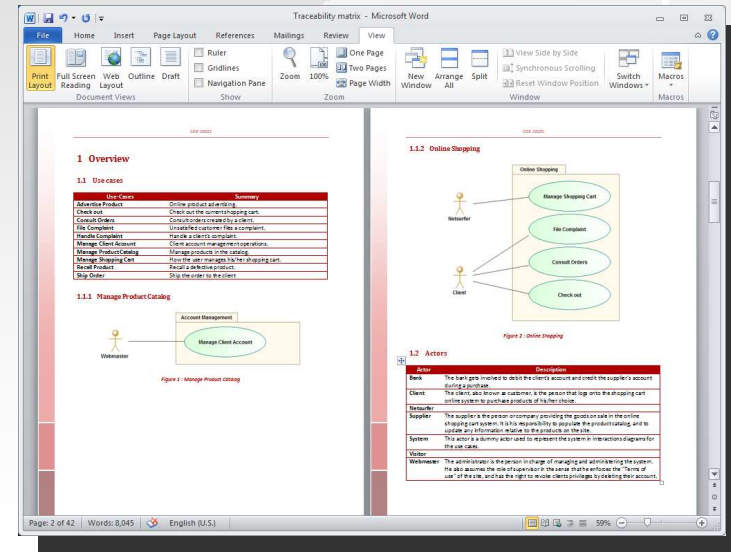 Traceability matrix - Microsoft Word
File Home Insert Page Layout References Mailings Review View
Print Layout
Full Screen Reading
Web Layout
Outline
Draft
Document Views
Ruler
Gridlines
Navigation Pane
Show
Zoom
100%
One Page
Two Pages
Page Width
Zoom
New Window
Arrange All
Split
View Side by Side
Synchronous Scrolling
Reset Window Position
Window
Switch Windows
Macros
Macros
Use cases
1 Overview
1.1 Use cases
Use-Cases Summary
Advertise Product Online product advertising.
Check out Check out the current shopping cart.
Consult Orders Consult orders created by a client.
File Complaint Unsatisfied customer files a complaint.
Handle Complaint Handle a client's complaint.
Manage Client Account Client account management operations.
Manage Product Catalog Manage products in the catalog.
Manage Shopping Cart How the user manages his/her shopping cart.
Recall Product Recall a defective product.
Ship Order Ship the order to the client
1.1.1 Manage Product Catalog
Account Management
Manage Client Account
Webmaster
Figure 1 : Manage Product Catalog
Use cases
1.1.2 Online Shopping
Online Shopping
Manage Shopping Cart
Netsurfer
File Complaint
Consult Orders
Client
Check out
Figure 2 : Online Shopping
1.2 Actors
Actor Description
Bank The bank gets involved to debit the client's account and credit the supplier's account
during a purchase.
Client The client, also known as customer, is the person that logs onto the shopping cart
online system to purchase products of his/her choice.
Netsurfer
Supplier The supplier is the person or company providing the goods on sale in the online
shopping cart system. It is his responsibility to populate the product catalog, and to
update any information relative to the products on the site.
System This actor is a dummy actor used to represent the system in interactions diagrams for
the use cases.
Visitor
Webmaster The administrator is the person in charge of managing and administering the system.
He also assumes the role of supervisor in the sense that he enforces the "Terms of
use" of the site, and has the right to revoke clients privileges by deleting their account.
Page: 2 of 42 Words: 8,045 English (U.S.) 59%